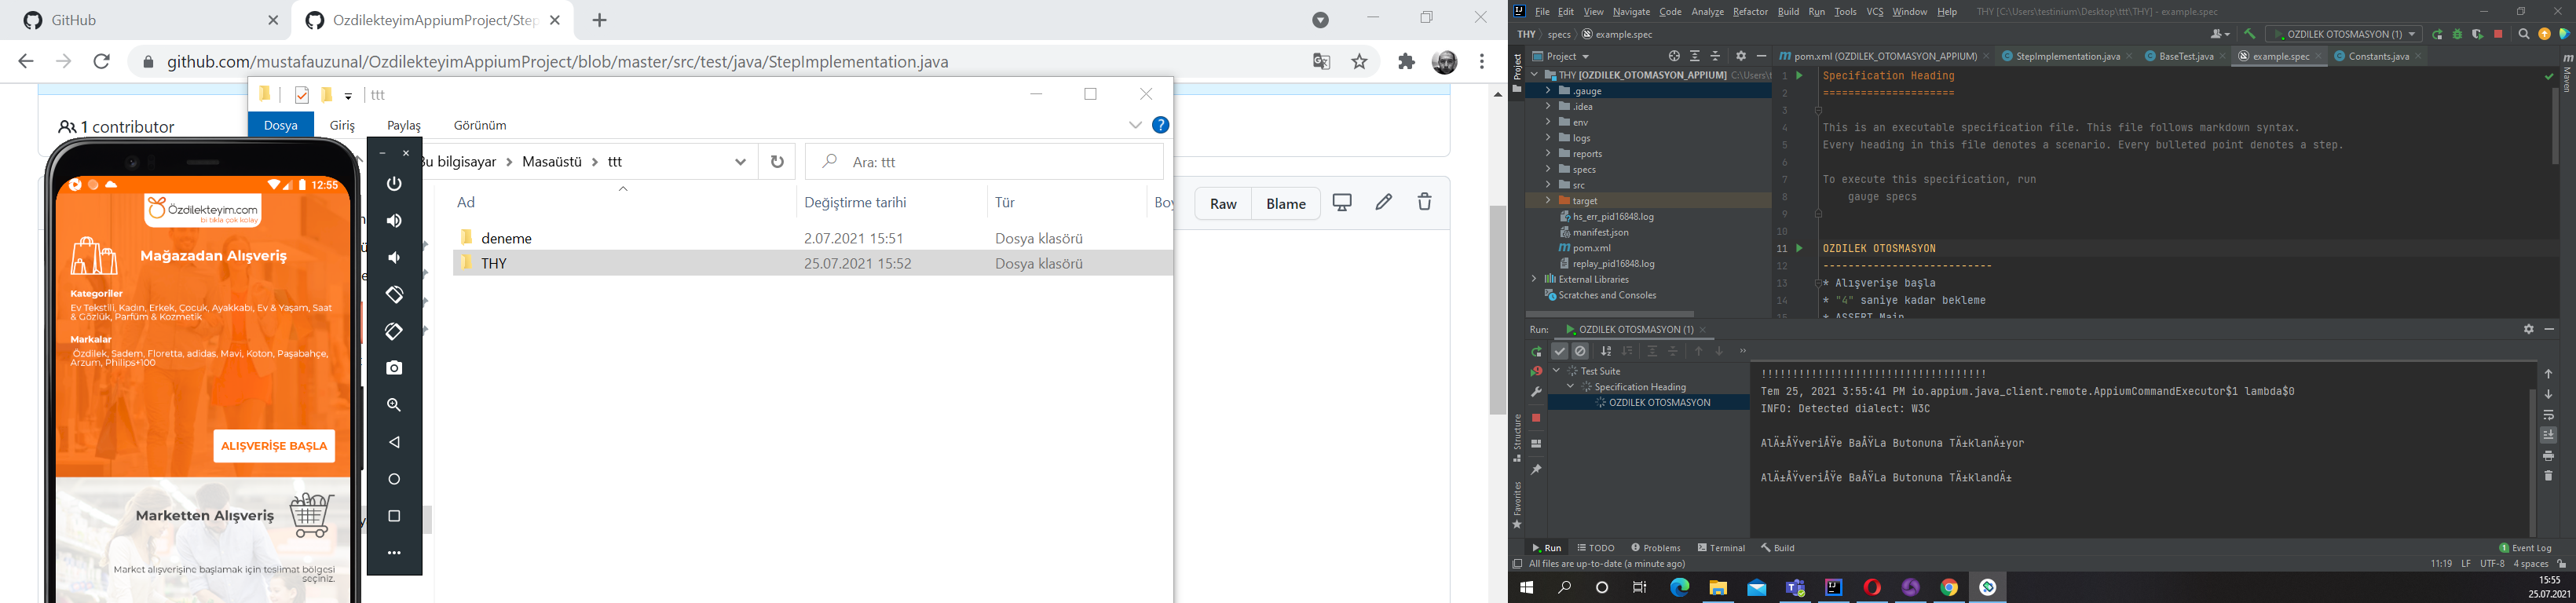 GitHub
OzdilekteyimAppiumProject/Step
github.com/mustafauzunal/OzdilekteyimAppiumProject/blob/master/src/test/java/StepImplementation.java
1 contributor
ttt
Dosya Giriş Paylaş Görünüm
Bu bilgisayar > Masaüstü > ttt
Ara: ttt
Ad Değiştirme tarihi Tür Boy
deneme 2.07.2021 15:51 Dosya klasörü
THY 25.07.2021 15:52 Dosya klasörü
Raw Blame
12:55
Özdilekteyim.com
bi tıkla çok kolay
Mağazadan Alışveriş
Kategoriler
Ev Tekstili, Kadın, Erkek, Çocuk, Ayakkabı, Ev & Yaşam, Saat
& Gözlük, Parfüm & Kozmetik
Markalar
Özdilek, Sadem, Floretta, adidas, Mavi, Koton, Paşabahçe,
Arzum, Philips+100
ALIŞVERİŞE BAŞLA
Marketten Alışveriş
Market alışverişine başlamak için teslimat bölgesi
seçiniz.
File Edit View Navigate Code Analyze Refactor Build Run Tools VCS Window Help THY [C:\Users\testinium\Desktop\ttt\THY] - example.spec
THY > specs > example.spec
OZDILEK OTOSMASYON (1)
Project
pom.xml (OZDILEK_OTOMASYON_APPIUM) StepImplementation.java BaseTest.java example.spec Constants.java
Project
Maven
THY [OZDILEK_OTOMASYON_APPIUM] C:\Users\t
.gauge
.idea
env
logs
reports
specs
src
target
hs_err_pid16848.log
manifest.json
pom.xml
replay_pid16848.log
External Libraries
Scratches and Consoles
1 Specification Heading
2 =====================
3
4 This is an executable specification file. This file follows markdown syntax.
5 Every heading in this file denotes a scenario. Every bulleted point denotes a step.
6
7 To execute this specification, run
8 gauge specs
9
10
11 OZDILEK OTOSMASYON
12 ---------------------------
13 * Alışverişe başla
14 * "4" saniye kadar bekleme
15 * ASSERT Main
Run: OZDILEK OTOSMASYON (1)
Test Suite
Specification Heading
OZDILEK OTOSMASYON
!!!!!!!!!!!!!!!!!!!!!!!!!!!!!!!!!!!!
Tem 25, 2021 3:55:41 PM io.appium.java_client.remote.AppiumCommandExecutor$1 lambda$0
INFO: Detected dialect: W3C
AlÄ±ÅŸveriÅŸe BaÅŸLa Butonuna TÄ±klanÄ±yor
AlÄ±ÅŸveriÅŸe BaÅŸLa Butonuna TÄ±klandÄ±
Structure
Favorites
Run TODO Problems Terminal Build
1 Event Log
All files are up-to-date (a minute ago)
11:19 LF UTF-8 4 spaces
15:55
25.07.2021